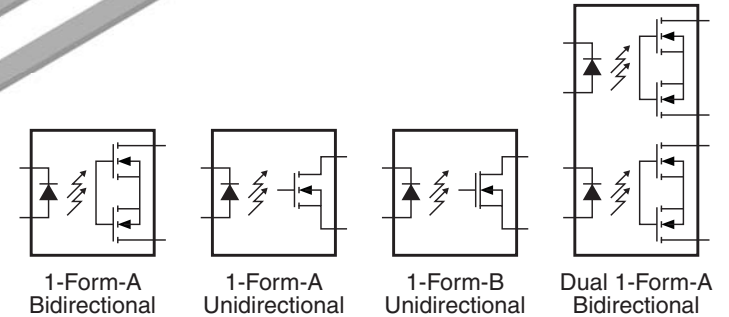 1-Form-A
Bidirectional
1-Form-A
Unidirectional
1-Form-B
Unidirectional
Dual 1-Form-A
Bidirectional